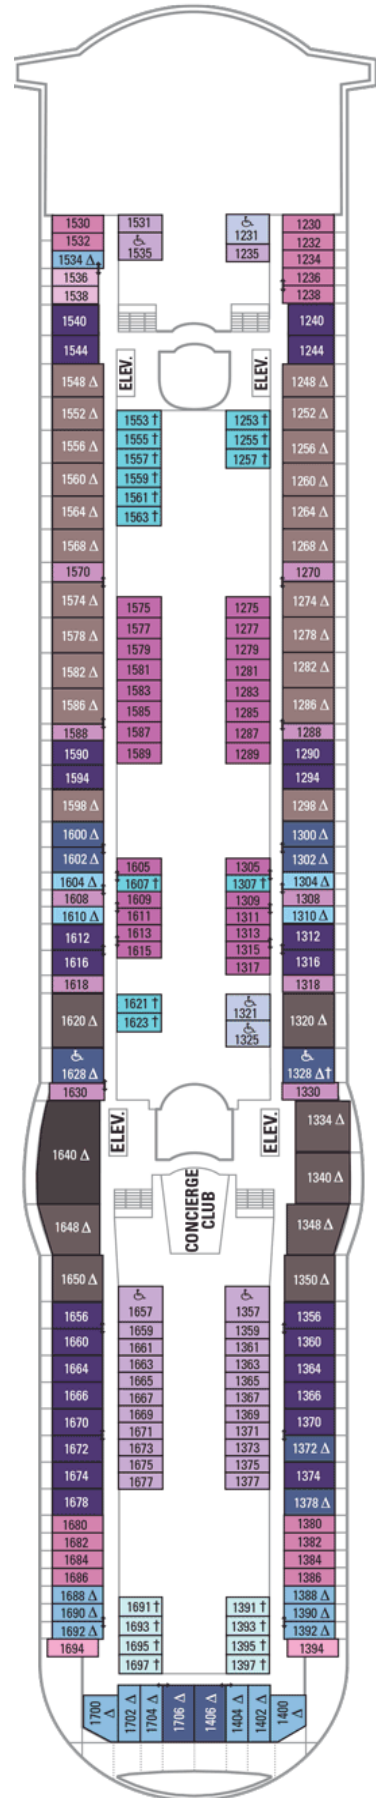 1530 1531 ♿ 1231 1230
1532 ♿ 1535 1235 1232
1534 Δ 1234
1536 1236
1538 1238
1540 1240
1544 ELEV. ELEV. 1244
1548 Δ 1248 Δ
1552 Δ 1553 † 1253 † 1252 Δ
1555 † 1255 †
1556 Δ 1557 † 1257 † 1256 Δ
1560 Δ 1559 † 1260 Δ
1561 †
1564 Δ 1563 † 1264 Δ
1568 Δ 1268 Δ
1570 1270
1574 Δ 1575 1275 1274 Δ
1578 Δ 1577 1277 1278 Δ
1579 1279
1582 Δ 1581 1281 1282 Δ
1583 1283
1586 Δ 1585 1285 1286 Δ
1588 1587 1287 1288
1590 1589 1289 1290
1594 1294
1598 Δ 1298 Δ
1600 Δ 1300 Δ
1602 Δ 1605 1305 1302 Δ
1604 Δ 1607 † 1307 † 1304 Δ
1608 1609 1309 1308
1610 Δ 1611 1311 1310 Δ
1612 1613 1313 1312
1616 1615 1315 1316
1317
1618 1318
1620 Δ 1621 † ♿ 1321 1320 Δ
1623 † ♿ 1325
♿ 1628 Δ ♿ 1328 Δ†
1630 1330
ELEV. ELEV. 1334 Δ
1640 Δ 1340 Δ
CONCIERGE
CLUB
1648 Δ 1348 Δ
1650 Δ 1350 Δ
1656 ♿ 1657 ♿ 1357 1356
1660 1659 1359 1360
1661 1361
1664 1663 1363 1364
1665 1365
1666 1667 1367 1366
1670 1669 1369 1370
1671 1371
1672 1673 1373 1372 Δ
1674 1675 1375 1374
1677 1377
1678 1378 Δ
1680 1380
1682 1382
1684 1384
1686 1386
1688 Δ 1691 † 1391 † 1388 Δ
1690 Δ 1693 † 1393 † 1390 Δ
1692 Δ 1695 † 1395 † 1392 Δ
1694 1697 † 1397 † 1394
1700 Δ 1702 Δ 1704 Δ 1706 Δ 1406 Δ 1404 Δ 1402 Δ 1400 Δ